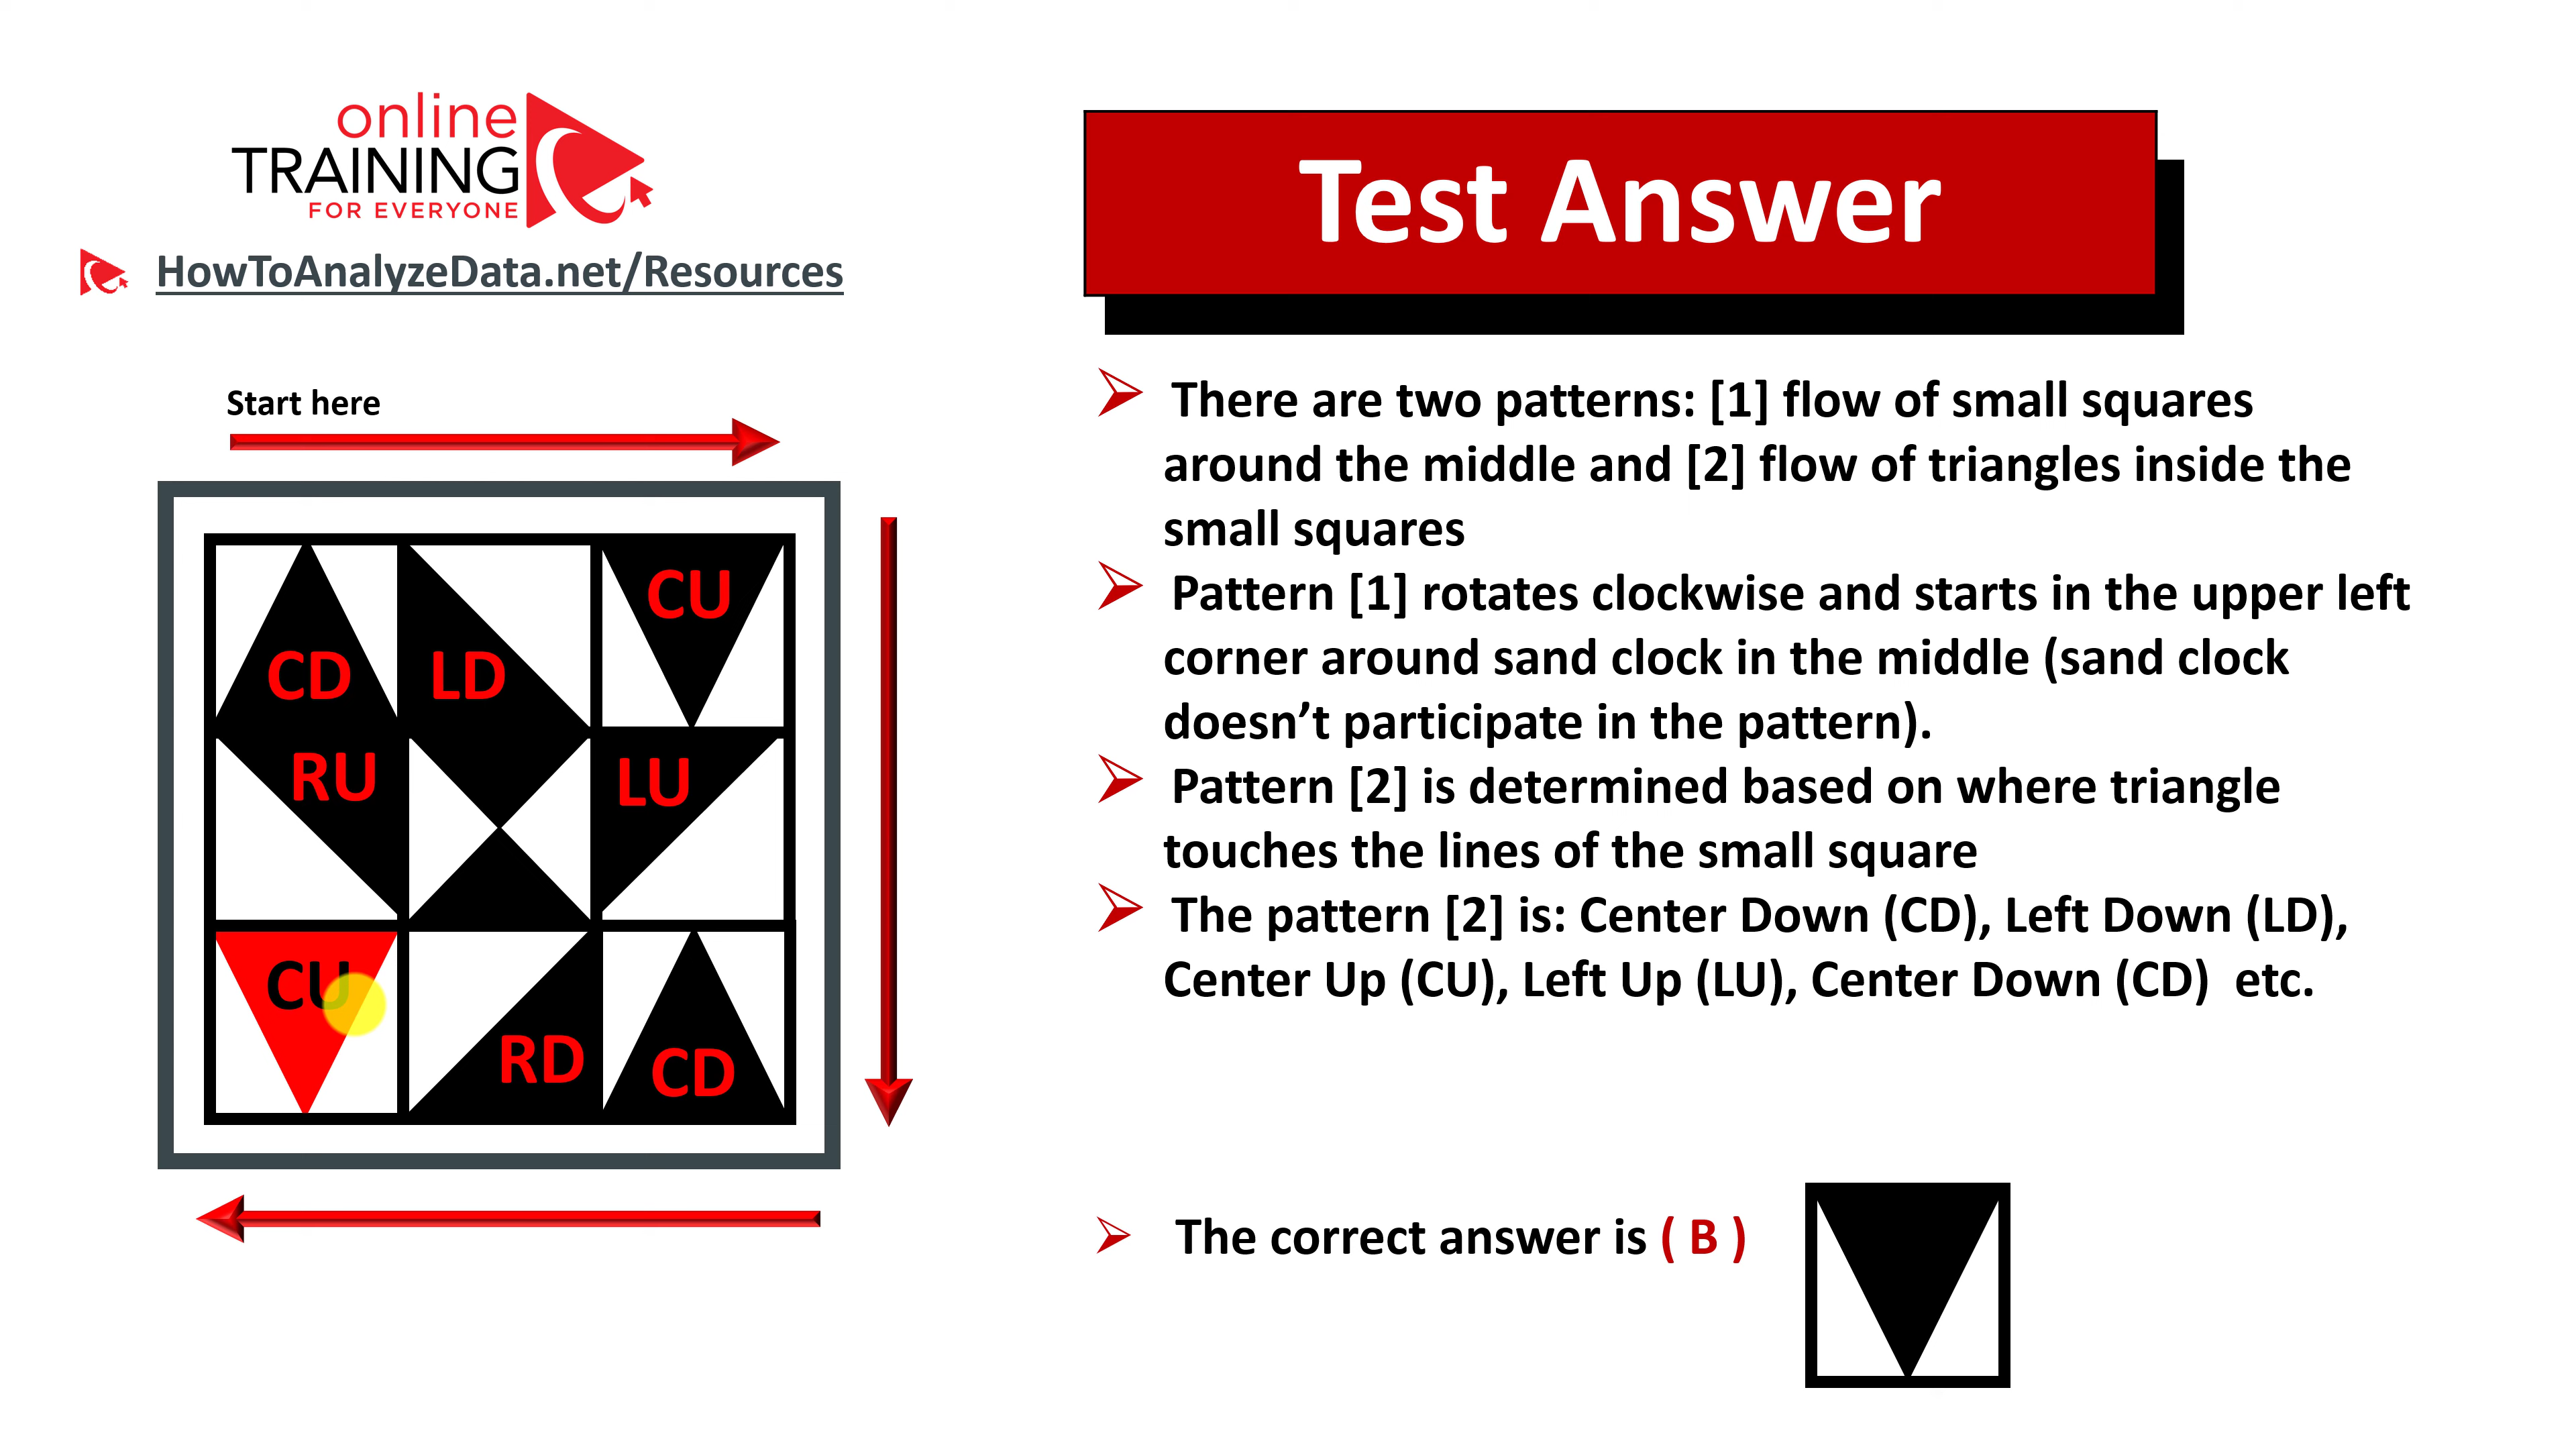 online
TRAINING
FOR EVERYONE
HowToAnalyzeData.net/Resources
Start here
CD LD CU
RU LU
CU RD CD
Test Answer
There are two patterns: [1] flow of small squares
around the middle and [2] flow of triangles inside the
small squares
Pattern [1] rotates clockwise and starts in the upper left
corner around sand clock in the middle (sand clock
doesn’t participate in the pattern).
Pattern [2] is determined based on where triangle
touches the lines of the small square
The pattern [2] is: Center Down (CD), Left Down (LD),
Center Up (CU), Left Up (LU), Center Down (CD) etc.
The correct answer is ( B )